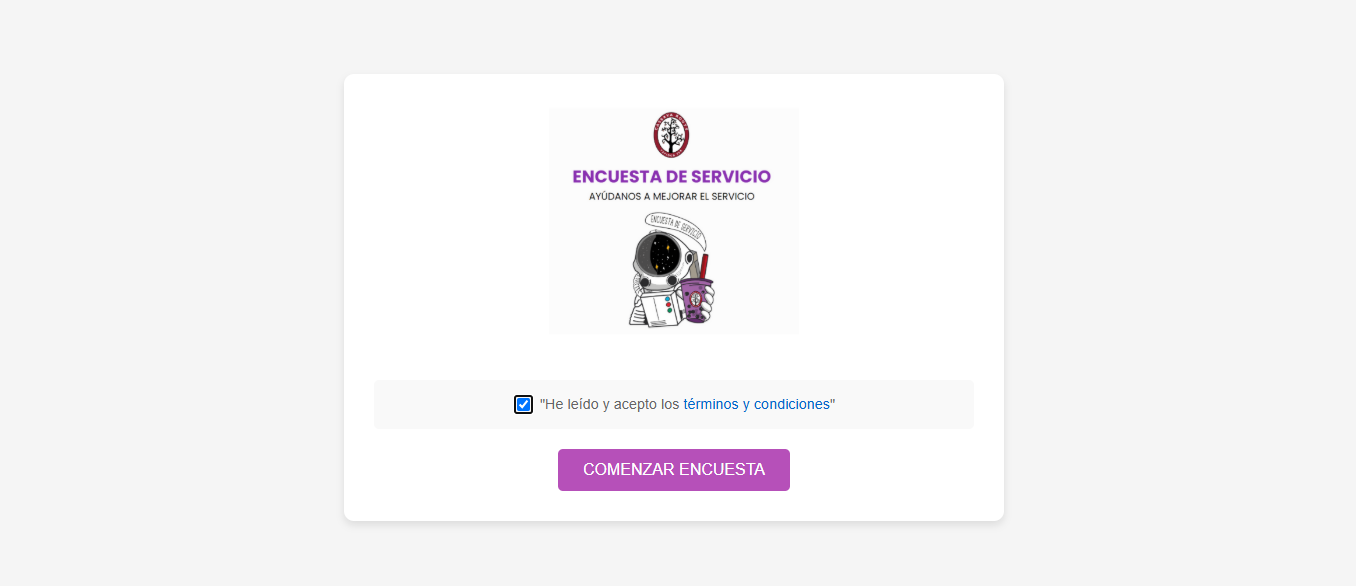 ENCUESTA DE SERVICIO
AYÚDANOS A MEJORAR EL SERVICIO
ENCUESTA DE SERVICIO
"He leído y acepto los términos y condiciones"
COMENZAR ENCUESTA